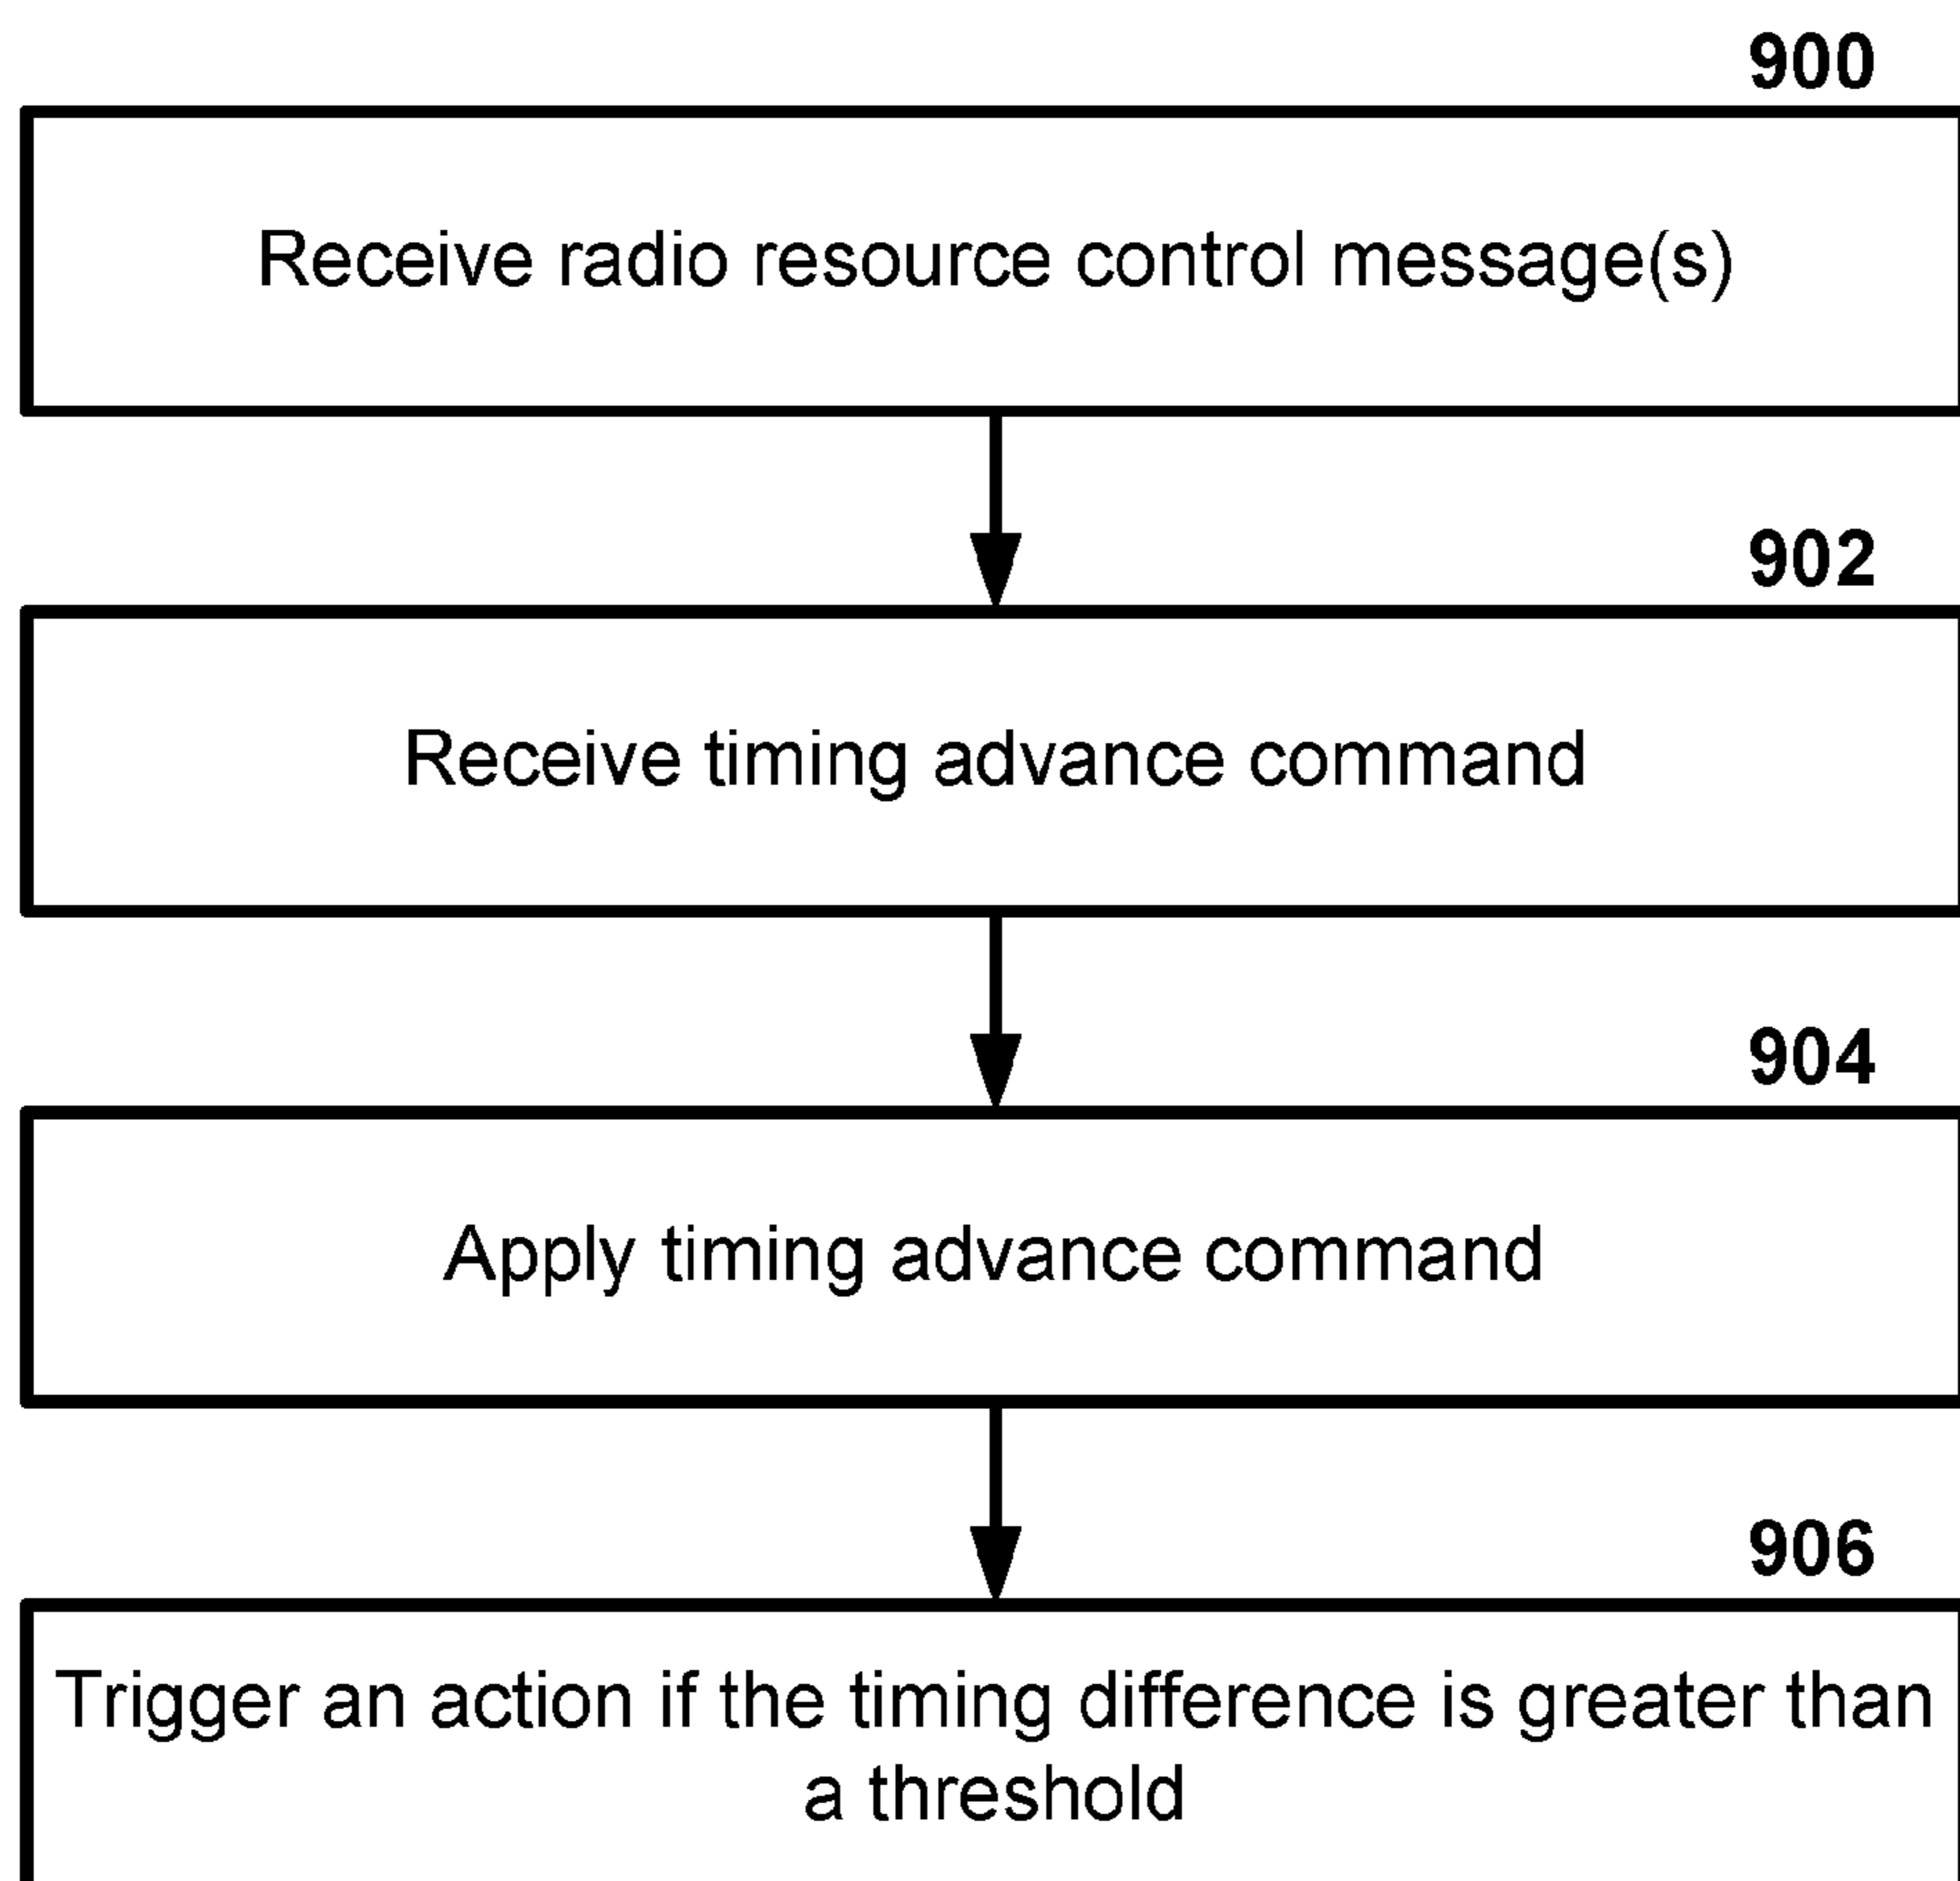 900
Receive radio resource control message(s)
902
Receive timing advance command
904
Apply timing advance command
906
Trigger an action if the timing difference is greater than
a threshold